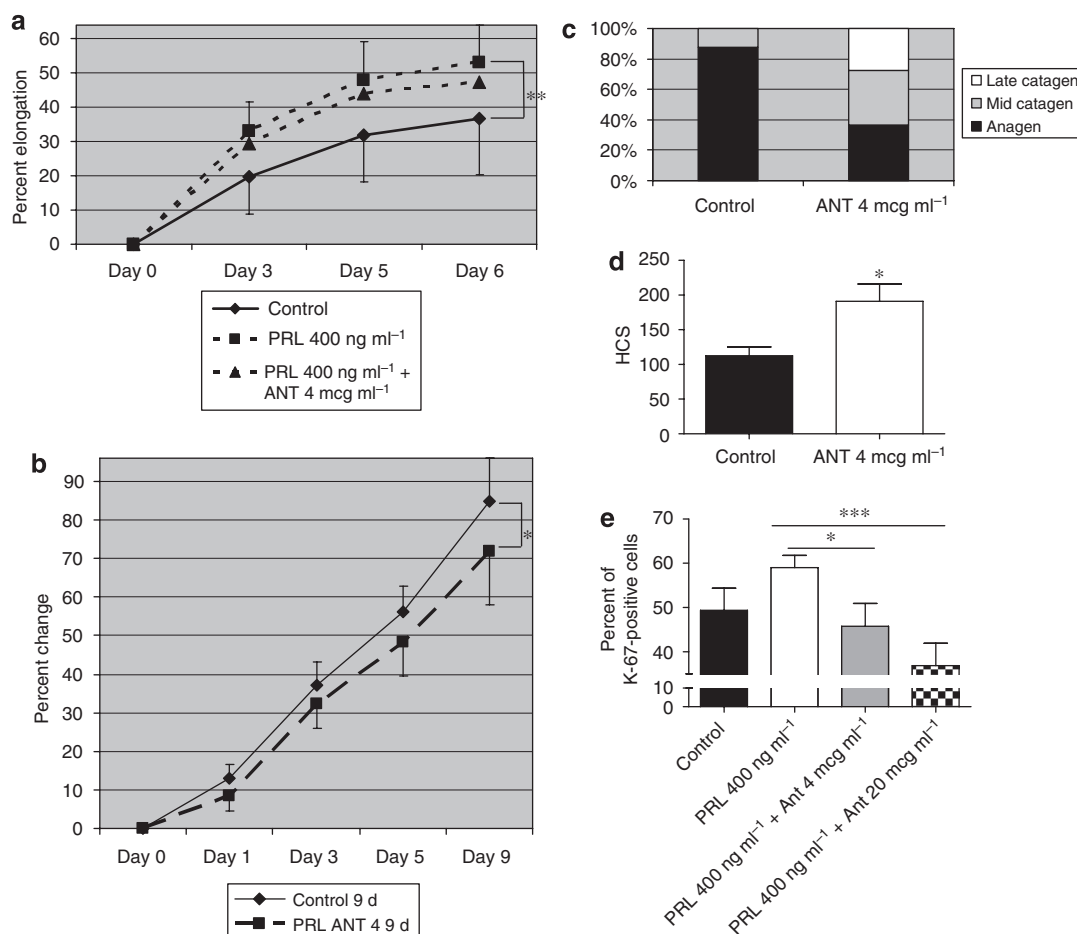 a
60
50
40
30
20
10
0
Percent elongation
**
Day 0 Day 3 Day 5 Day 6
Control
PRL 400 ng ml⁻¹
PRL 400 ng ml⁻¹ +
ANT 4 mcg ml⁻¹
b
90
80
70
60
50
40
30
20
10
0
Percent change
*
Day 0 Day 1 Day 3 Day 5 Day 9
Control 9 d
PRL ANT 4 9 d
c
100%
80%
60%
40%
20%
0%
Control ANT 4 mcg ml⁻¹
Late catagen
Mid catagen
Anagen
d
250
200
150
100
50
0
HCS
*
Control ANT 4 mcg ml⁻¹
e
70
60
50
40
10
0
Percent of
K-67-positive cells
***
*
Control
PRL 400 ng ml⁻¹
PRL 400 ng ml⁻¹ + Ant 4 mcg ml⁻¹
PRL 400 ng ml⁻¹ + Ant 20 mcg ml⁻¹